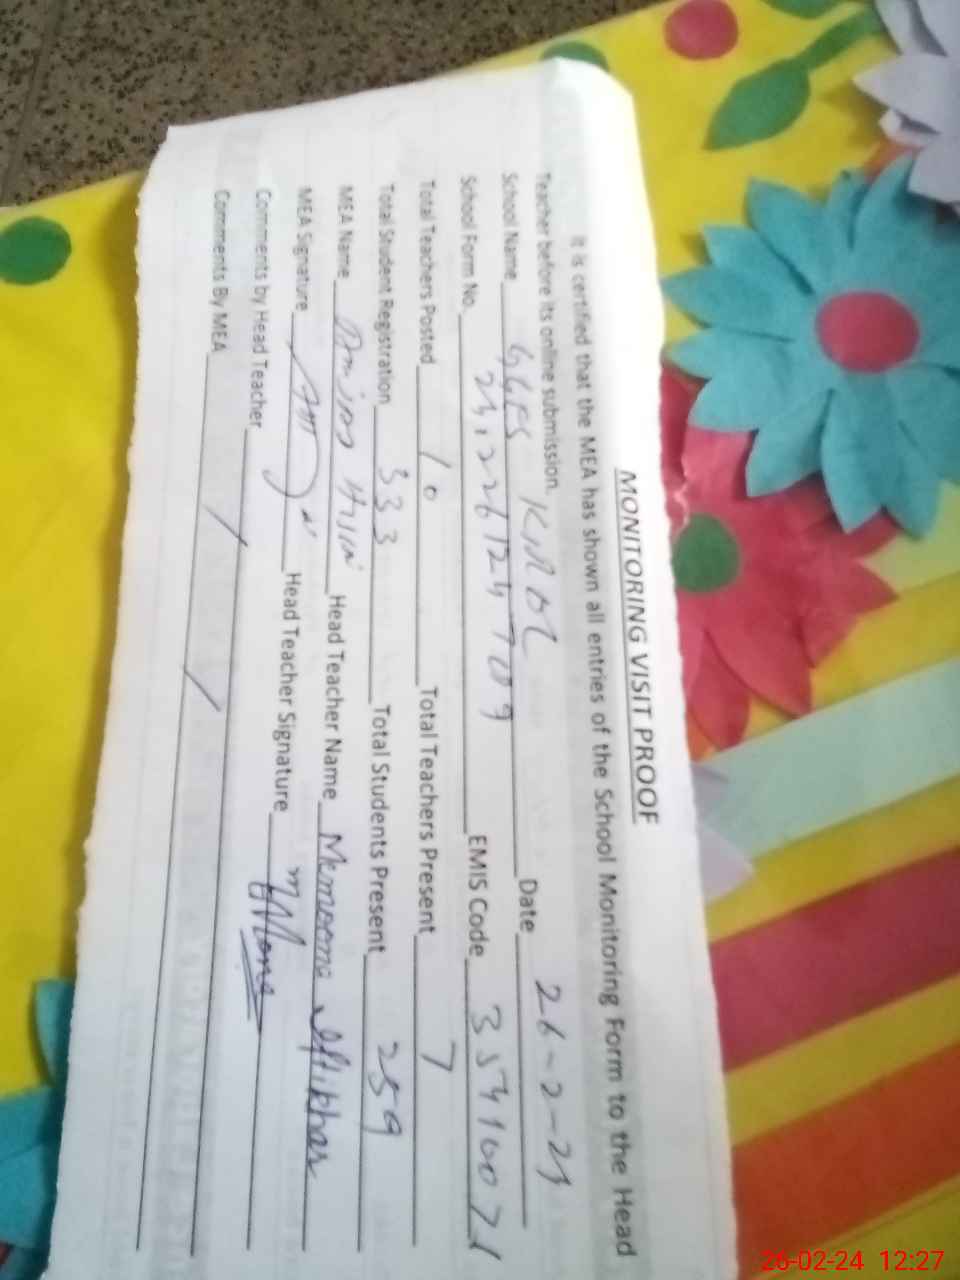 MONITORING VISIT PROOF
It is certified that the MEA has shown all entries of the School Monitoring Form to the Head
Teacher before its online submission.
School Name GGES Date 26-2-24
School Form No. EMIS Code
Total Teachers Posted 10 Total Teachers Present 7
Total Student Registration 333 Total Students Present 259
MEA Name Head Teacher Name Memoona Iftikhar
MEA Signature Head Teacher Signature
Comments by Head Teacher
Comments By MEA
26-02-24 12:27